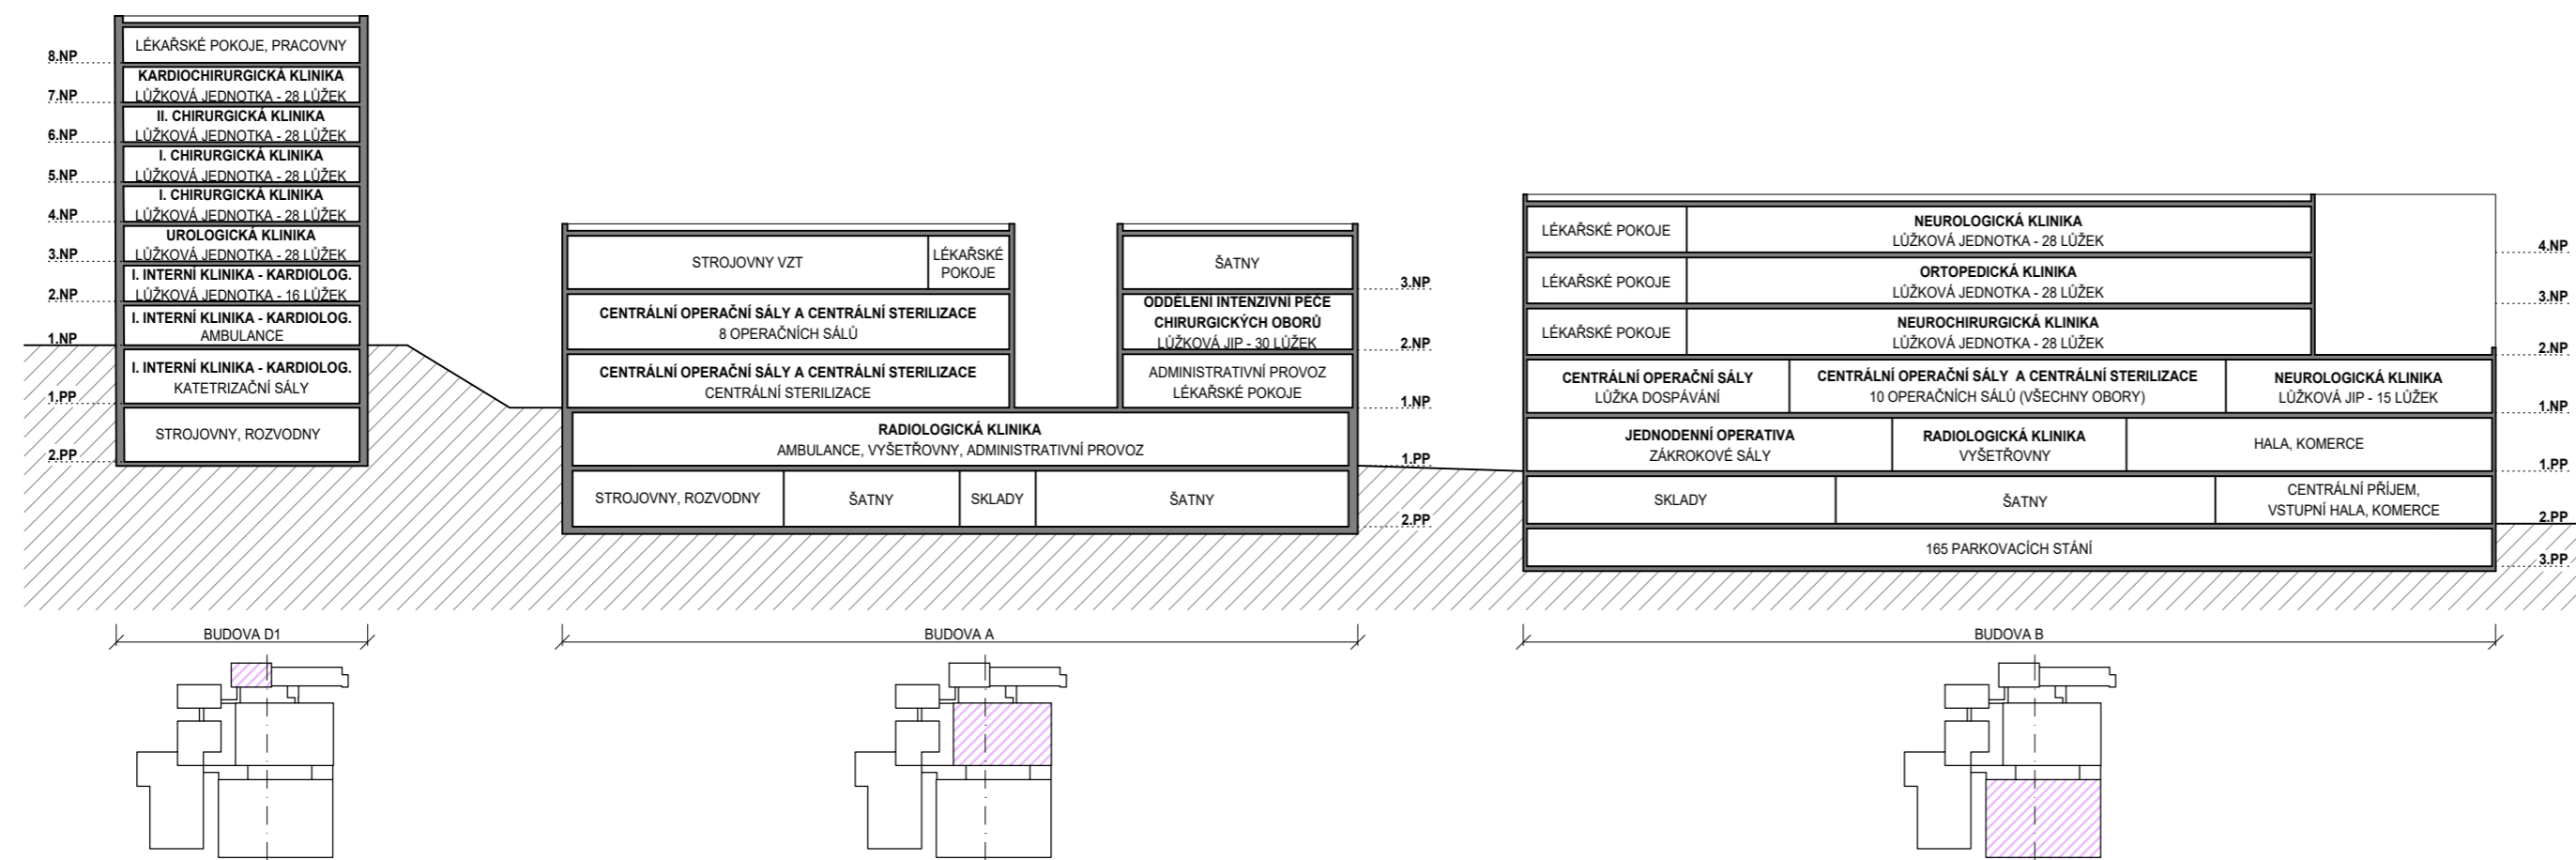 8.NP
LÉKAŘSKÉ POKOJE, PRACOVNY
7.NP
KARDIOCHIRURGICKÁ KLINIKA
LŮŽKOVÁ JEDNOTKA - 28 LŮŽEK
6.NP
II. CHIRURGICKÁ KLINIKA
LŮŽKOVÁ JEDNOTKA - 28 LŮŽEK
5.NP
I. CHIRURGICKÁ KLINIKA
LŮŽKOVÁ JEDNOTKA - 28 LŮŽEK
4.NP
I. CHIRURGICKÁ KLINIKA
LŮŽKOVÁ JEDNOTKA - 28 LŮŽEK
3.NP
UROLOGICKÁ KLINIKA
LŮŽKOVÁ JEDNOTKA - 28 LŮŽEK
2.NP
I. INTERNÍ KLINIKA - KARDIOLOG.
LŮŽKOVÁ JEDNOTKA - 16 LŮŽEK
1.NP
I. INTERNÍ KLINIKA - KARDIOLOG.
AMBULANCE
1.PP
I. INTERNÍ KLINIKA - KARDIOLOG.
KATETRIZAČNÍ SÁLY
2.PP
STROJOVNY, ROZVODNY
BUDOVA D1
STROJOVNY VZT
LÉKAŘSKÉ
POKOJE
ŠATNY
3.NP
CENTRÁLNÍ OPERAČNÍ SÁLY A CENTRÁLNÍ STERILIZACE
8 OPERAČNÍCH SÁLŮ
ODDĚLENÍ INTENZIVNÍ PÉČE
CHIRURGICKÝCH OBORŮ
LŮŽKOVÁ JIP - 30 LŮŽEK
2.NP
CENTRÁLNÍ OPERAČNÍ SÁLY A CENTRÁLNÍ STERILIZACE
CENTRÁLNÍ STERILIZACE
ADMINISTRATIVNÍ PROVOZ
LÉKAŘSKÉ POKOJE
1.NP
RADIOLOGICKÁ KLINIKA
AMBULANCE, VYŠETŘOVNY, ADMINISTRATIVNÍ PROVOZ
1.PP
STROJOVNY, ROZVODNY
ŠATNY
SKLADY
ŠATNY
2.PP
BUDOVA A
LÉKAŘSKÉ POKOJE
NEUROLOGICKÁ KLINIKA
LŮŽKOVÁ JEDNOTKA - 28 LŮŽEK
4.NP
LÉKAŘSKÉ POKOJE
ORTOPEDICKÁ KLINIKA
LŮŽKOVÁ JEDNOTKA - 28 LŮŽEK
3.NP
LÉKAŘSKÉ POKOJE
NEUROCHIRURGICKÁ KLINIKA
LŮŽKOVÁ JEDNOTKA - 28 LŮŽEK
2.NP
CENTRÁLNÍ OPERAČNÍ SÁLY
LŮŽKA DOSPÁVÁNÍ
CENTRÁLNÍ OPERAČNÍ SÁLY A CENTRÁLNÍ STERILIZACE
10 OPERAČNÍCH SÁLŮ (VŠECHNY OBORY)
NEUROLOGICKÁ KLINIKA
LŮŽKOVÁ JIP - 15 LŮŽEK
1.NP
JEDNODENNÍ OPERATIVA
ZÁKROKOVÉ SÁLY
RADIOLOGICKÁ KLINIKA
VYŠETŘOVNY
HALA, KOMERCE
1.PP
SKLADY
ŠATNY
CENTRÁLNÍ PŘÍJEM,
VSTUPNÍ HALA, KOMERCE
2.PP
165 PARKOVACÍCH STÁNÍ
3.PP
BUDOVA B